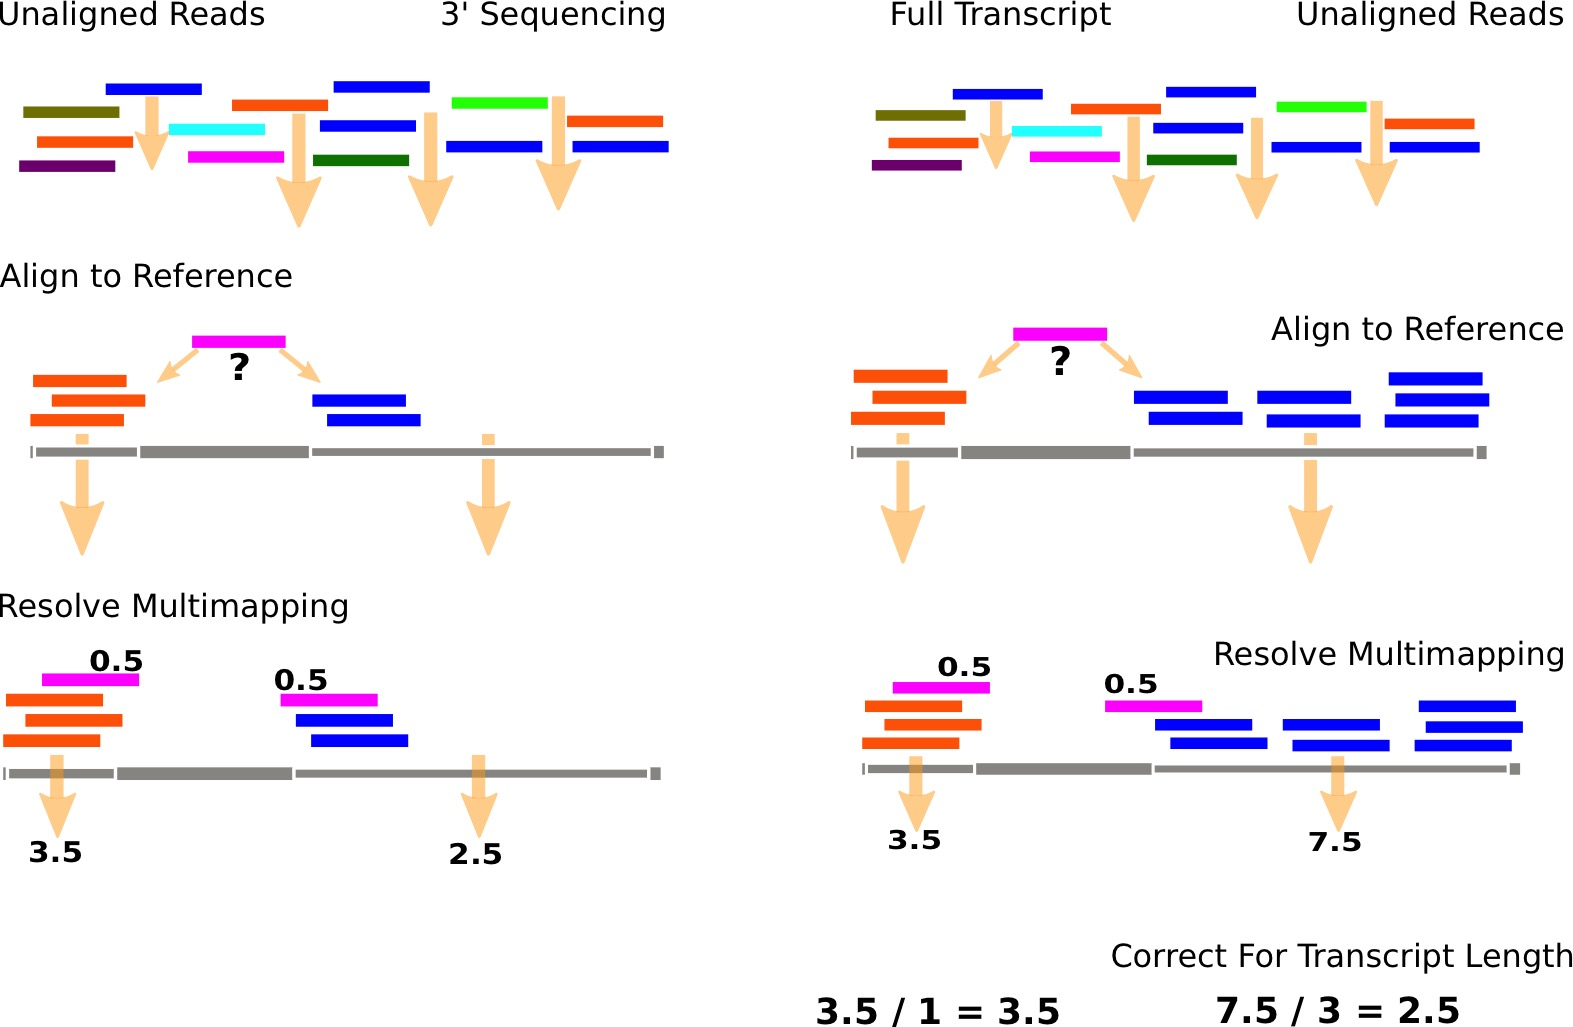 Unaligned Reads
3' Sequencing
Align to Reference
?
Resolve Multimapping
0.5
0.5
3.5
2.5
Full Transcript
Unaligned Reads
Align to Reference
?
Resolve Multimapping
0.5
0.5
3.5
7.5
Correct For Transcript Length
3.5 / 1 = 3.5
7.5 / 3 = 2.5